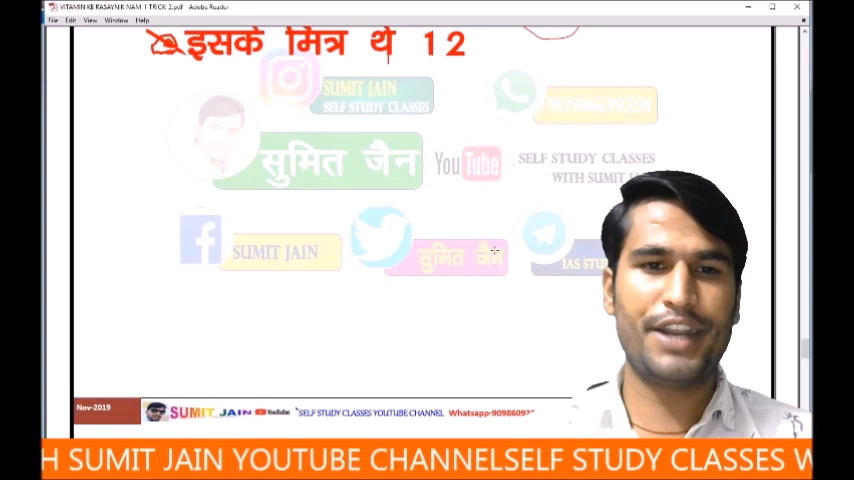 VITAMIN KE RASAYNIK NAM 1 TRICK 2.pdf - Adobe Reader
File Edit View Window Help
इसके मित्र थे 12
SUMIT JAIN
SELF STUDY CLASSES
सुमित जैन
YouTube
SELF STUDY CLASSES
WITH SUMIT
SUMIT JAIN
सुमित जैन
IAS
Nov-2019
SUMIT JAIN YouTube SELF STUDY CLASSES YOUTUBE CHANNEL
H SUMIT JAIN YOUTUBE CHANNELSELF STUDY CLASSES W